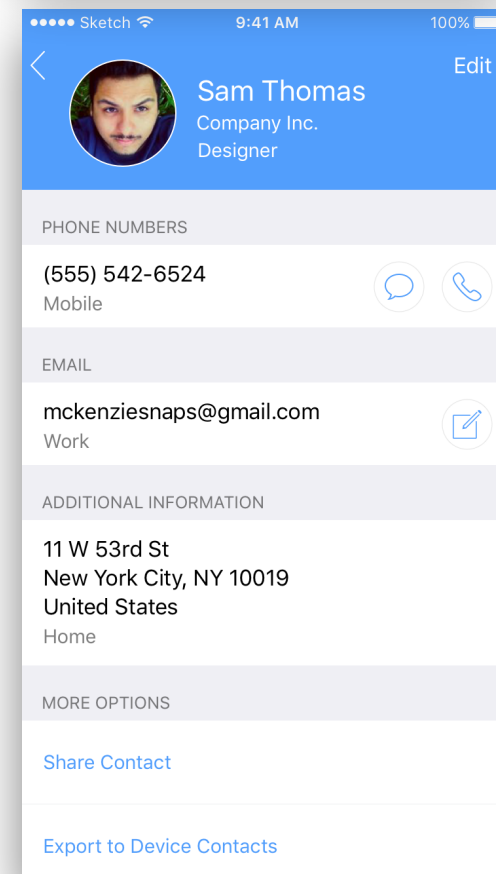 Sketch 9:41 AM 100%
Edit
Sam Thomas
Company Inc.
Designer
PHONE NUMBERS
(555) 542-6524
Mobile
EMAIL
mckenziesnaps@gmail.com
Work
ADDITIONAL INFORMATION
11 W 53rd St
New York City, NY 10019
United States
Home
MORE OPTIONS
Share Contact
Export to Device Contacts